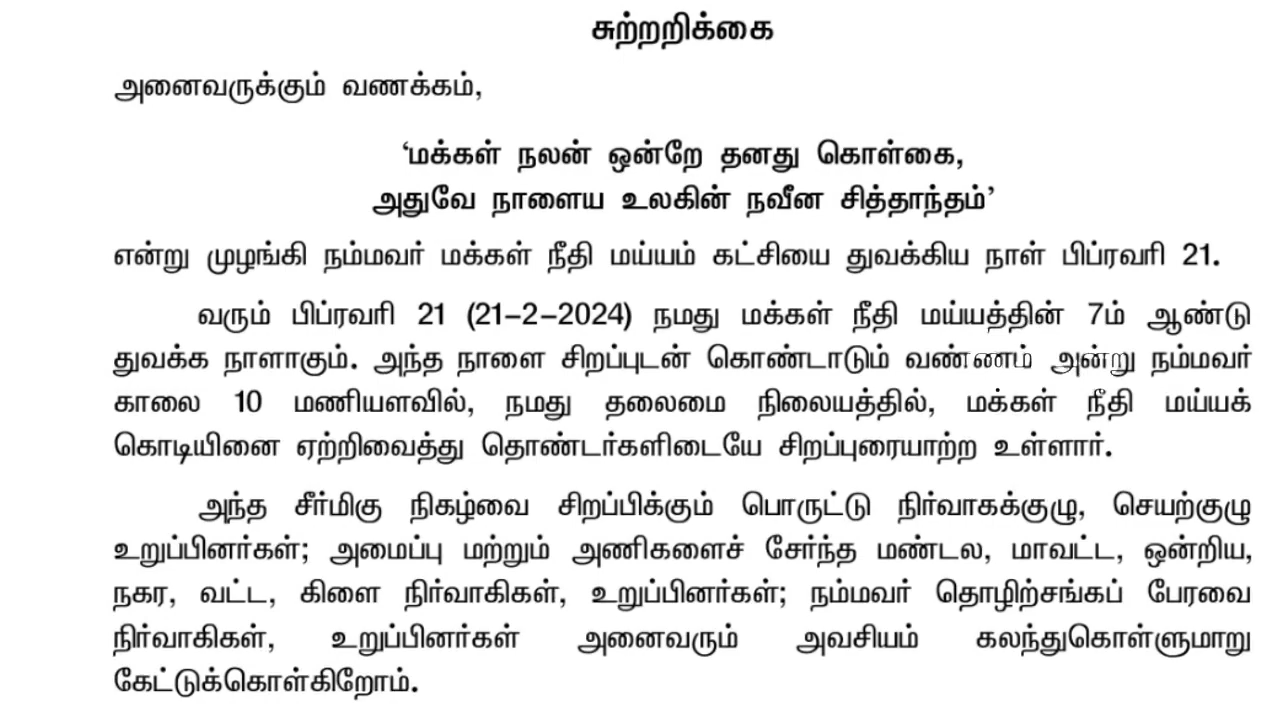 சுற்றறிக்கை
அனைவருக்கும் வணக்கம்,
‘மக்கள் நலன் ஒன்றே தனது கொள்கை,
அதுவே நாளைய உலகின் நவீன சித்தாந்தம்’
என்று முழங்கி நம்மவர் மக்கள் நீதி மய்யம் கட்சியை துவக்கிய நாள் பிப்ரவரி 21.
வரும் பிப்ரவரி 21 (21-2-2024) நமது மக்கள் நீதி மய்யத்தின் 7ம் ஆண்டு
துவக்க நாளாகும். அந்த நாளை சிறப்புடன் கொண்டாடும் வண்ணம் அன்று நம்மவர்
காலை 10 மணியளவில், நமது தலைமை நிலையத்தில், மக்கள் நீதி மய்யக்
கொடியினை ஏற்றிவைத்து தொண்டர்களிடையே சிறப்புரையாற்ற உள்ளார்.
அந்த சீர்மிகு நிகழ்வை சிறப்பிக்கும் பொருட்டு நிர்வாகக்குழு, செயற்குழு
உறுப்பினர்கள்; அமைப்பு மற்றும் அணிகளைச் சேர்ந்த மண்டல, மாவட்ட, ஒன்றிய,
நகர, வட்ட, கிளை நிர்வாகிகள், உறுப்பினர்கள்; நம்மவர் தொழிற்சங்கப் பேரவை
நிர்வாகிகள், உறுப்பினர்கள் அனைவரும் அவசியம் கலந்துகொள்ளுமாறு
கேட்டுக்கொள்கிறோம்.